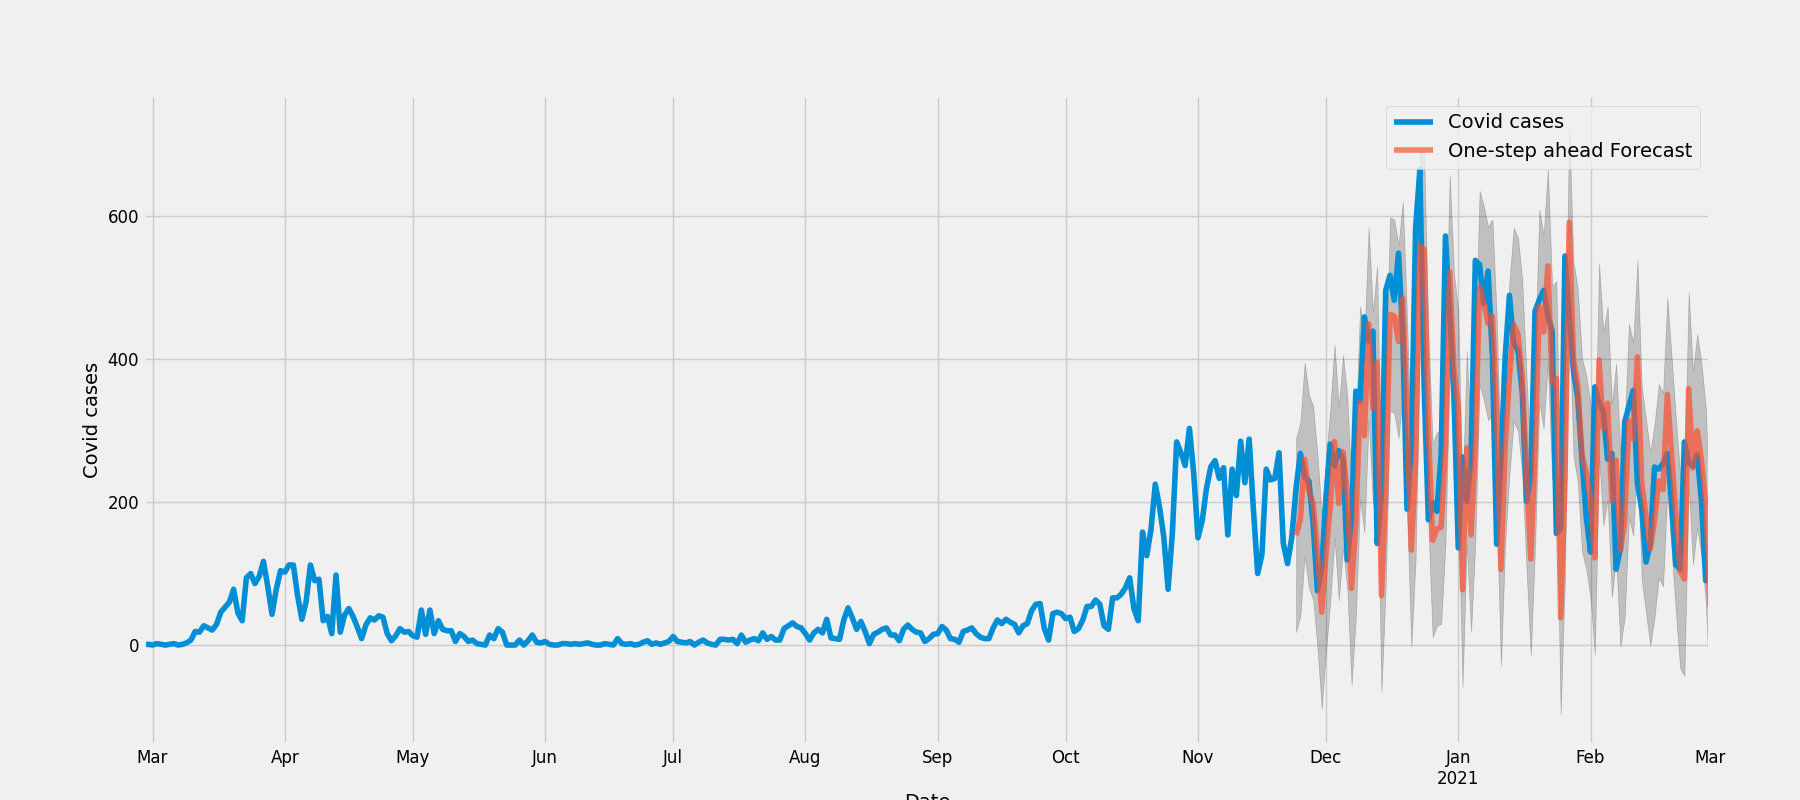 Covid cases
One-step ahead Forecast
600
400
200
0
Covid cases
Mar Apr May Jun Jul Aug Sep Oct Nov Dec Jan Feb Mar
2021
Date